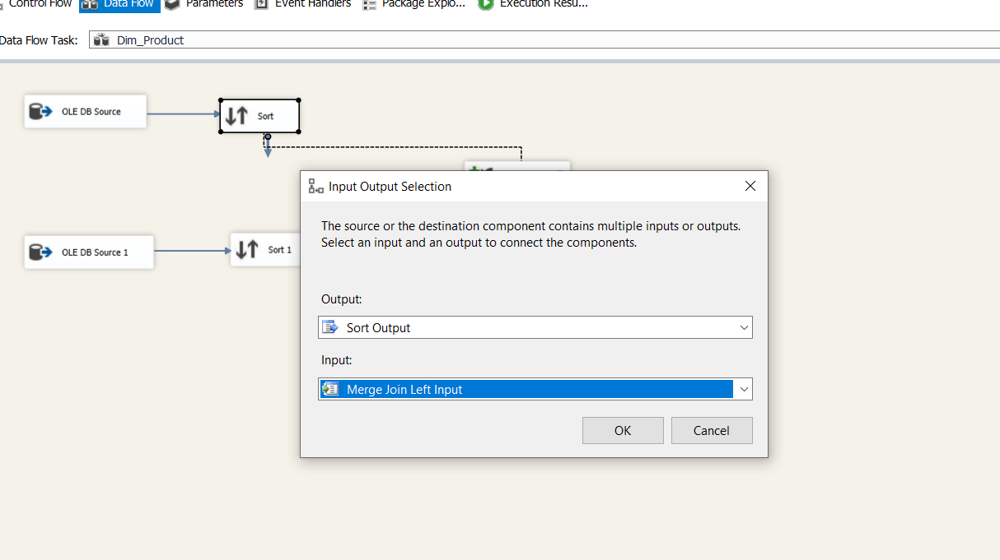 Control Flow Data Flow Parameters Event Handlers Package Explo... Execution Resu...
Data Flow Task: Dim_Product
OLE DB Source
Sort
Input Output Selection
The source or the destination component contains multiple inputs or outputs.
Select an input and an output to connect the components.
OLE DB Source 1
Sort 1
Output:
Sort Output
Input:
Merge Join Left Input
OK Cancel